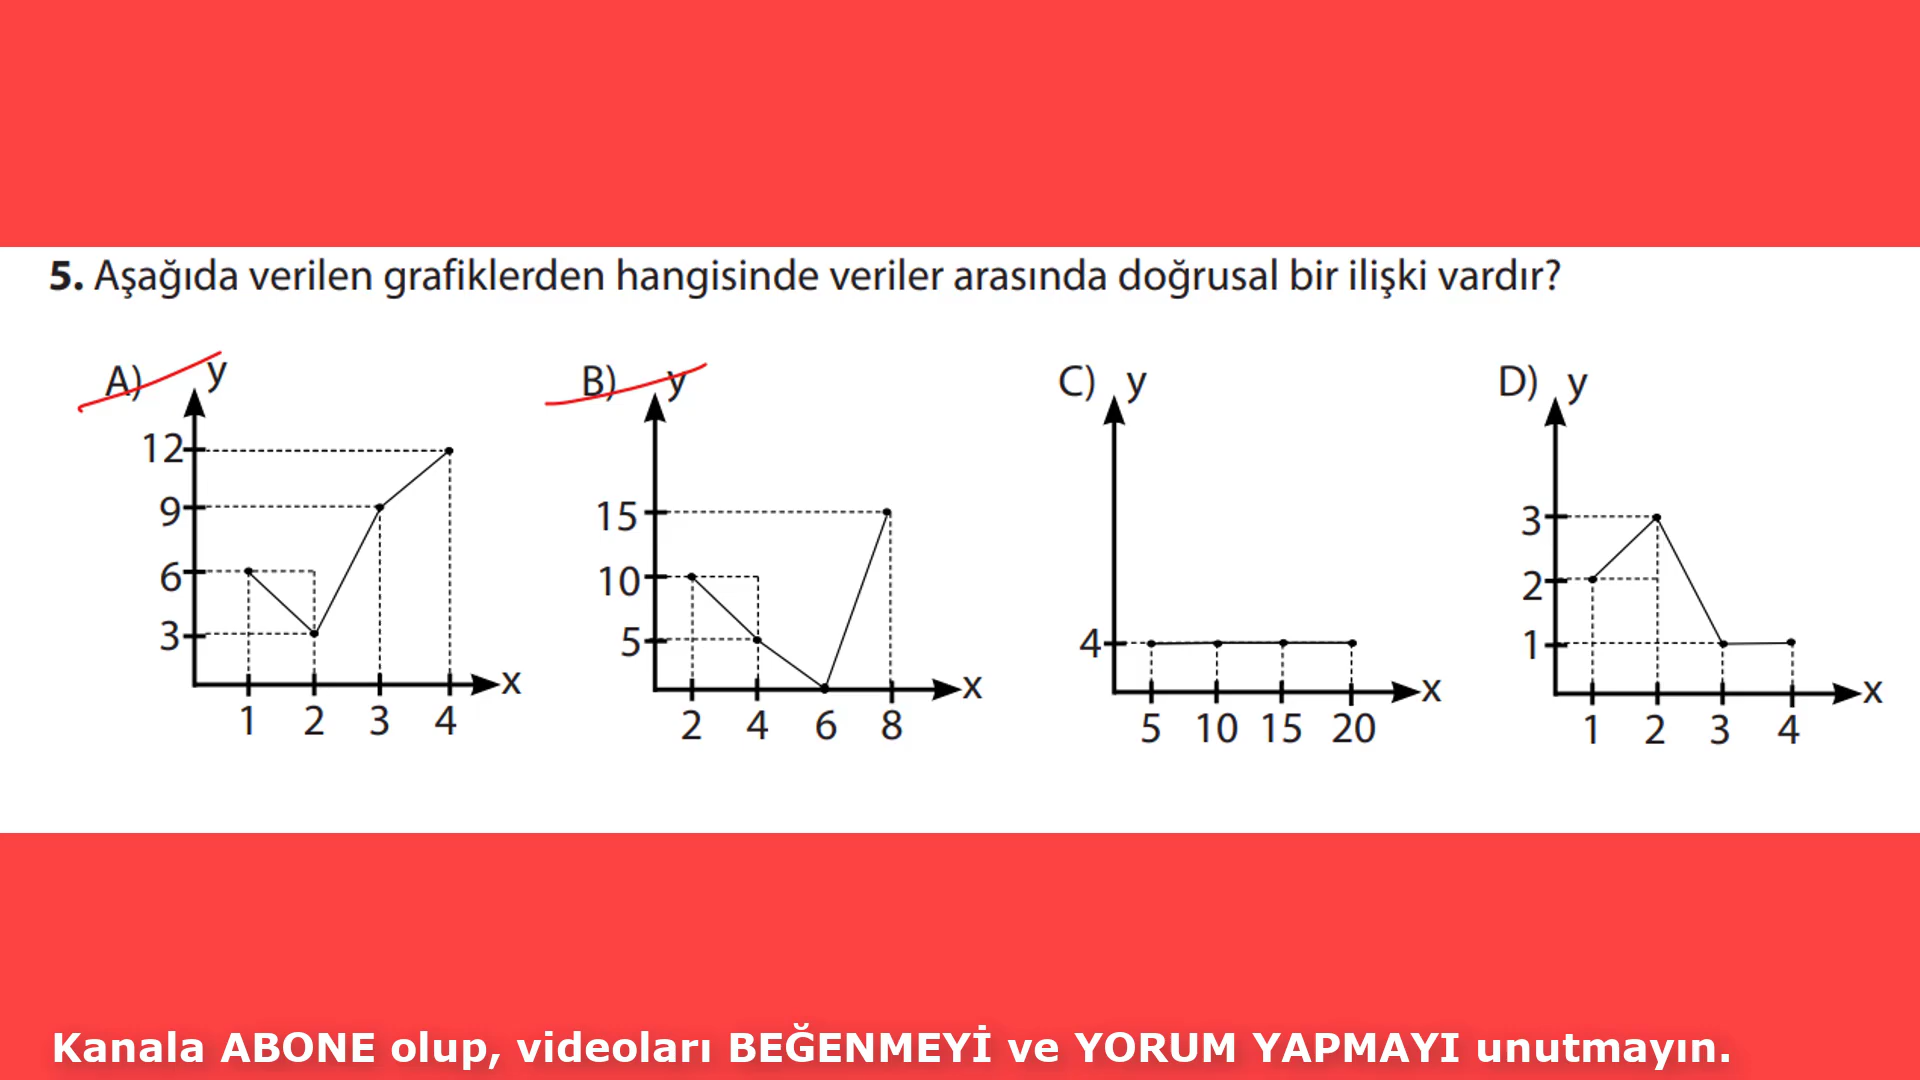 5. Aşağıda verilen grafiklerden hangisinde veriler arasında doğrusal bir ilişki vardır?
A) y
12
9
6
3
x
1 2 3 4
B) y
15
10
5
x
2 4 6 8
C) y
4
x
5 10 15 20
D) y
3
2
1
x
1 2 3 4
Kanala ABONE olup, videoları BEĞENMEYİ ve YORUM YAPMAYI unutmayın.